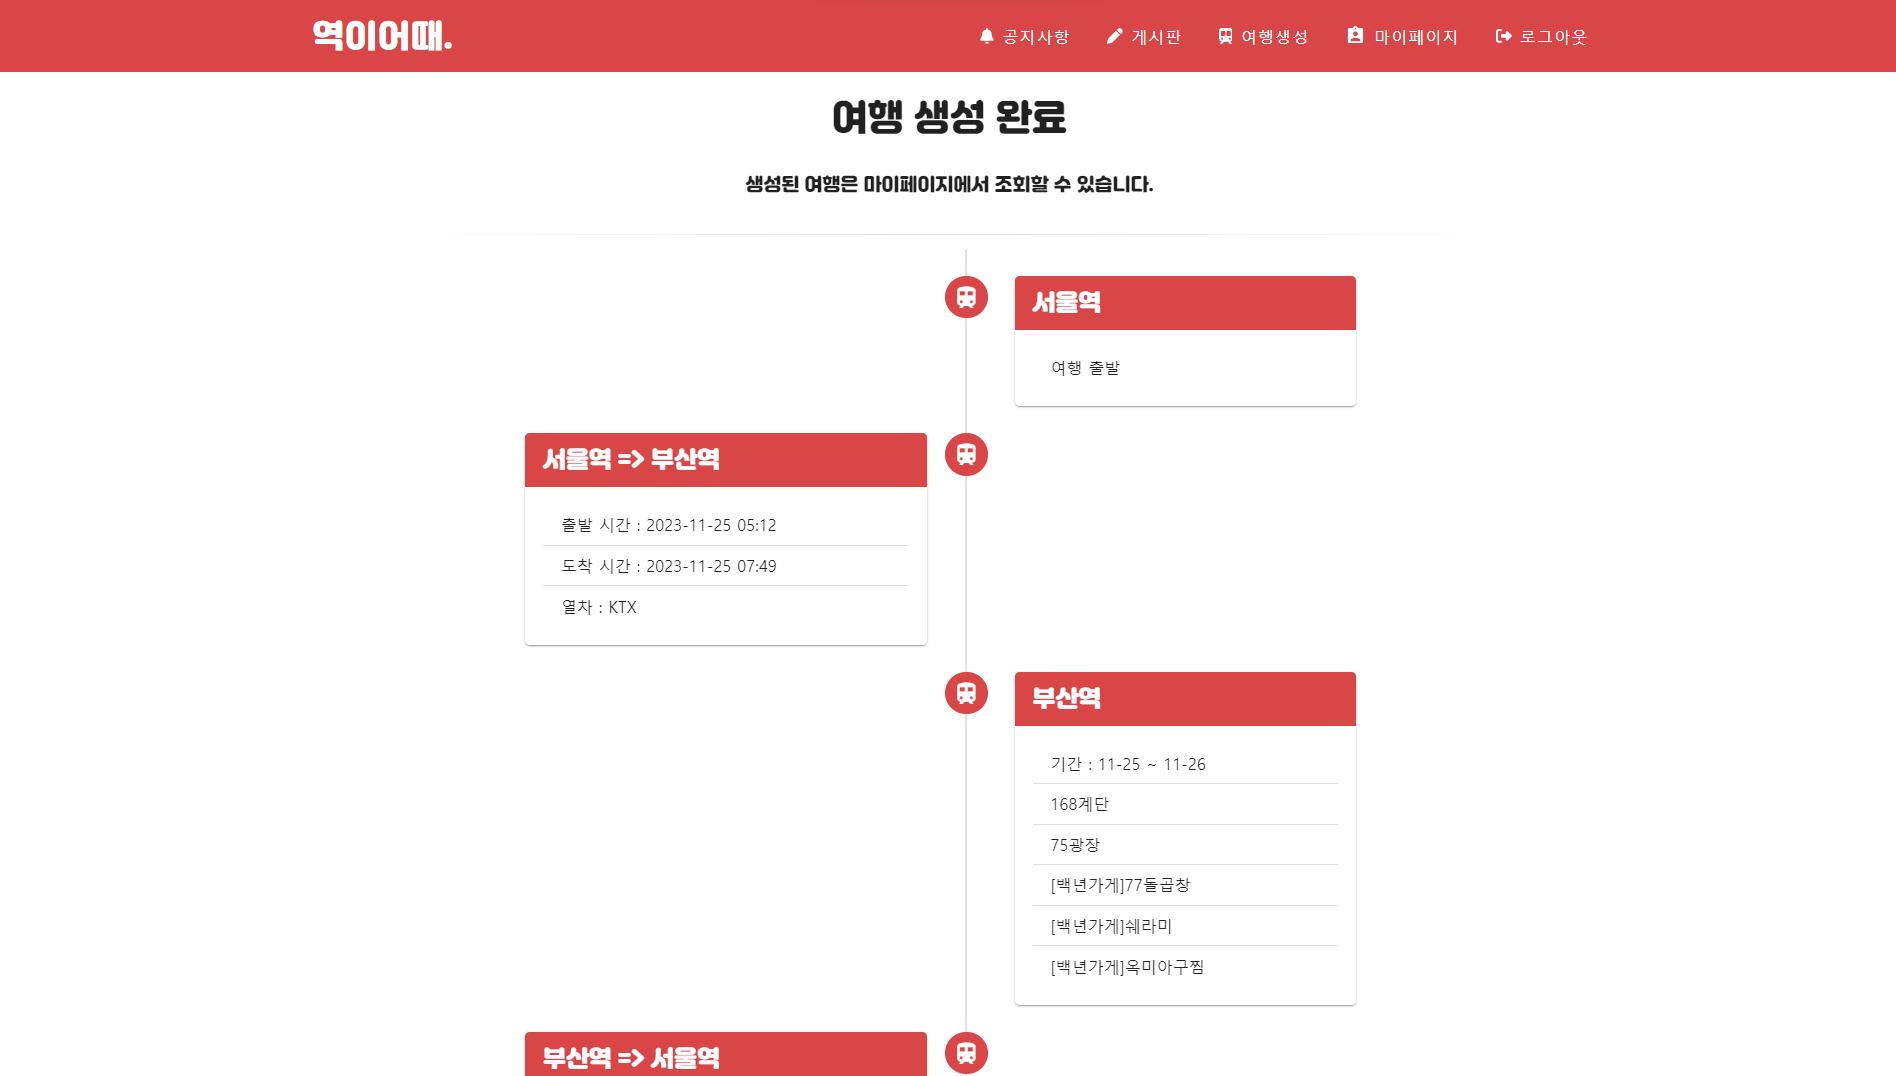 역이어때.
공지사항 게시판 여행생성 마이페이지 로그아웃
여행 생성 완료
생성된 여행은 마이페이지에서 조회할 수 있습니다.
서울역
여행 출발
서울역 => 부산역
출발 시간 : 2023-11-25 05:12
도착 시간 : 2023-11-25 07:49
열차 : KTX
부산역
기간 : 11-25 ~ 11-26
168계단
75광장
[백년가게]77돌곱창
[백년가게]쉐라미
[백년가게]옥미아구찜
부산역 => 서울역